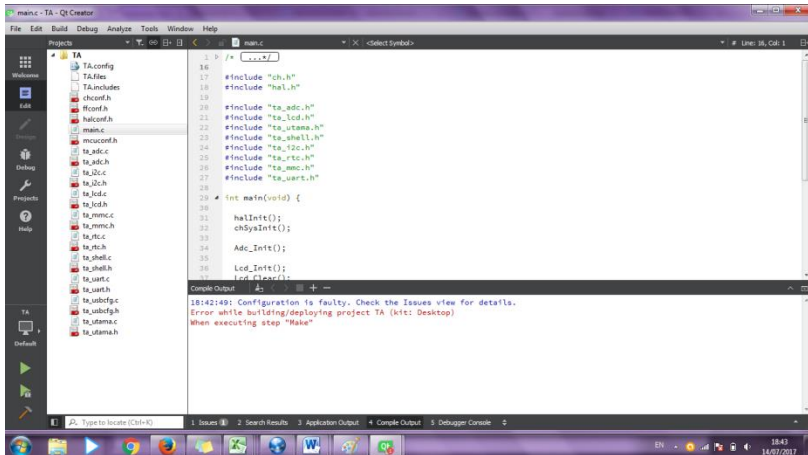 main.c - TA - Qt Creator
File Edit Build Debug Analyze Tools Window Help
Projects
main.c
<Select Symbol>
# Line: 16, Col: 1
Welcome
Edit
Design
Debug
Projects
Help
TA
Default
TA
TA.config
TA.files
TA.includes
chconf.h
ffconf.h
halconf.h
main.c
mcuconf.h
ta_adc.c
ta_adc.h
ta_i2c.c
ta_i2c.h
ta_lcd.c
ta_lcd.h
ta_mmc.c
ta_mmc.h
ta_rtc.c
ta_rtc.h
ta_shell.c
ta_shell.h
ta_uart.c
ta_uart.h
ta_usbcfg.c
ta_usbcfg.h
ta_utama.c
ta_utama.h
1 /* ...*/
16
17 #include "ch.h"
18 #include "hal.h"
19
20 #include "ta_adc.h"
21 #include "ta_lcd.h"
22 #include "ta_utama.h"
23 #include "ta_shell.h"
24 #include "ta_i2c.h"
25 #include "ta_rtc.h"
26 #include "ta_mmc.h"
27 #include "ta_uart.h"
28
29 int main(void) {
30
31 halInit();
32 chSysInit();
33
34 Adc_Init();
35
36 Lcd_Init();
37 Lcd_Clear();
Compile Output
18:42:49: Configuration is faulty. Check the Issues view for details.
Error while building/deploying project TA (kit: Desktop)
When executing step "Make"
Type to locate (Ctrl+K)
1 Issues 1 2 Search Results 3 Application Output 4 Compile Output 5 Debugger Console
EN
18:43
14/07/2017